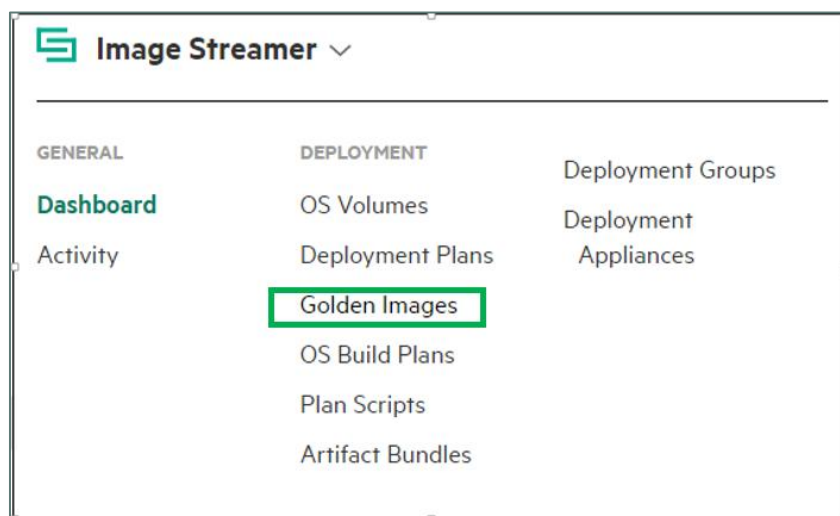 Image Streamer
GENERAL
Dashboard
Activity
DEPLOYMENT
OS Volumes
Deployment Plans
Golden Images
OS Build Plans
Plan Scripts
Artifact Bundles
Deployment Groups
Deployment
Appliances